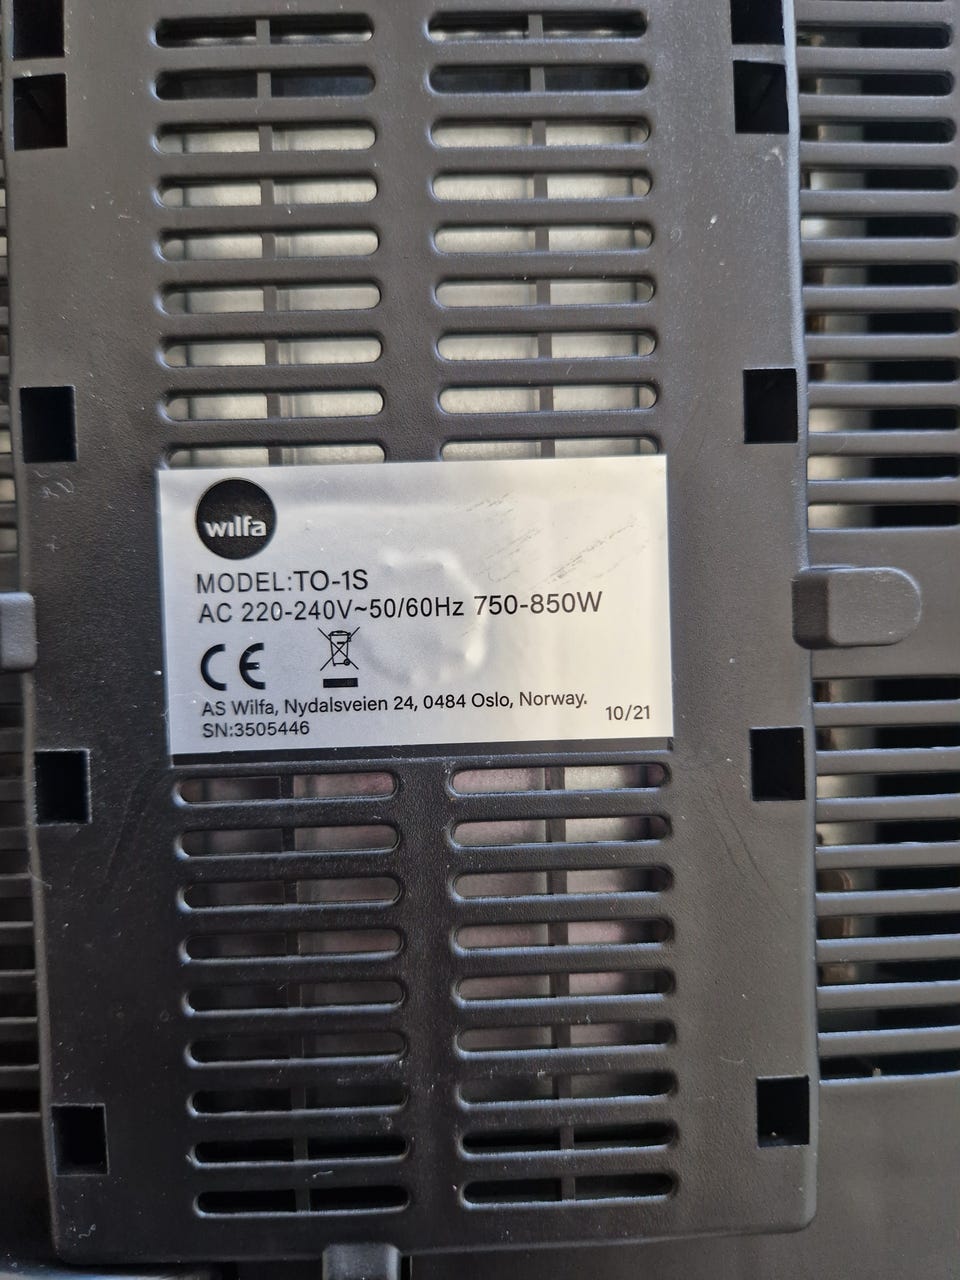 wilfa
MODEL:TO-1S
AC 220-240V~50/60Hz 750-850W
CE
AS Wilfa, Nydalsveien 24, 0484 Oslo, Norway.
SN:3505446
10/21